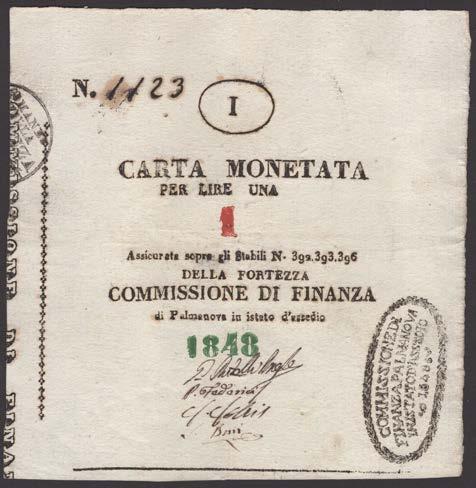 N. 1123
I
CARTA MONETATA
PER LIRE UNA
1
Assicurata sopra gli Stabili N. 392.393.396
DELLA FORTEZZA
COMMISSIONE DI FINANZA
di Palmanova in istato d'assedio
1848
COMMISSIONE DI
FINANZA PALMANOVA
IN ISTATO D'ASSEDIO
1848